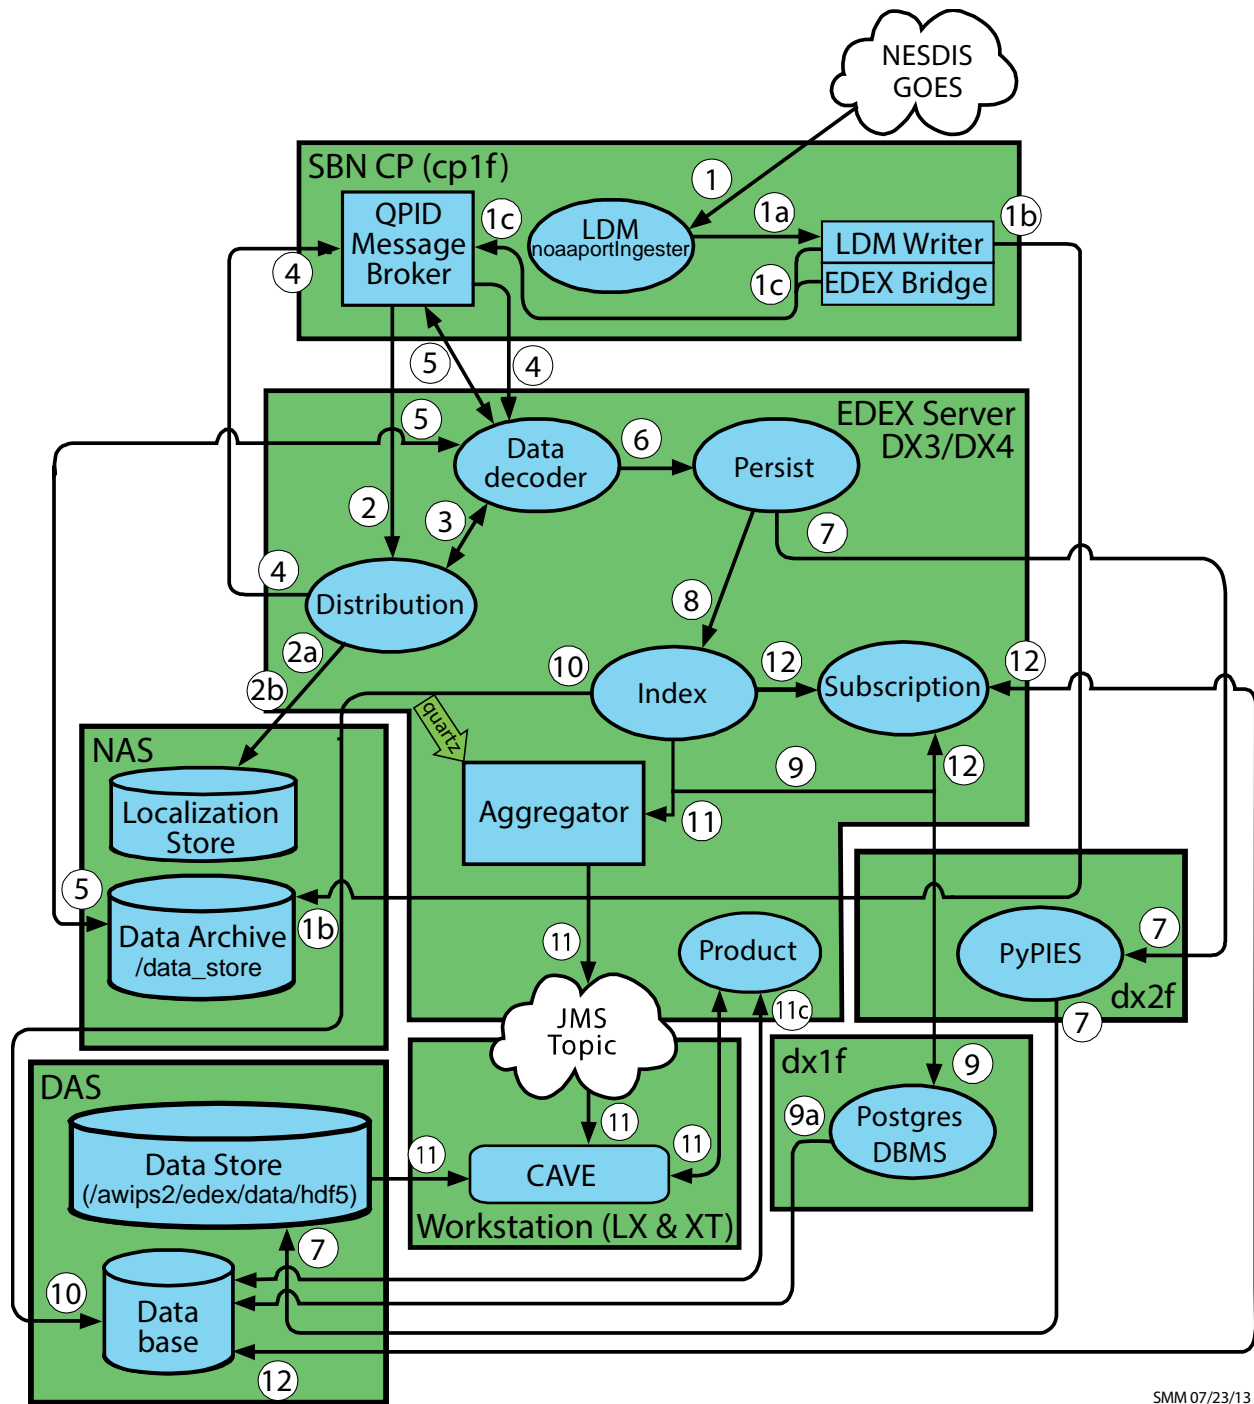 NESDIS
GOES
SBN CP (cp1f)
1
1a
1b
1c
QPID
Message
Broker
LDM
noaaportIngester
LDM Writer
EDEX Bridge
1c
4
5
4
EDEX Server
DX3/DX4
5
Data
decoder
6
Persist
2
3
7
4
Distribution
8
2a
2b
10
Index
12
Subscription
12
quartz
NAS
9
12
Localization
Store
Aggregator
11
5
Data Archive
/data_store
1b
11
Product
11c
PyPIES
7
dx2f
7
JMS
Topic
dx1f
9
DAS
9a
Postgres
DBMS
Data Store
(/awips2/edex/data/hdf5)
11
11
11
CAVE
Workstation (LX & XT)
7
10
Data
base
12
SMM 07/23/13